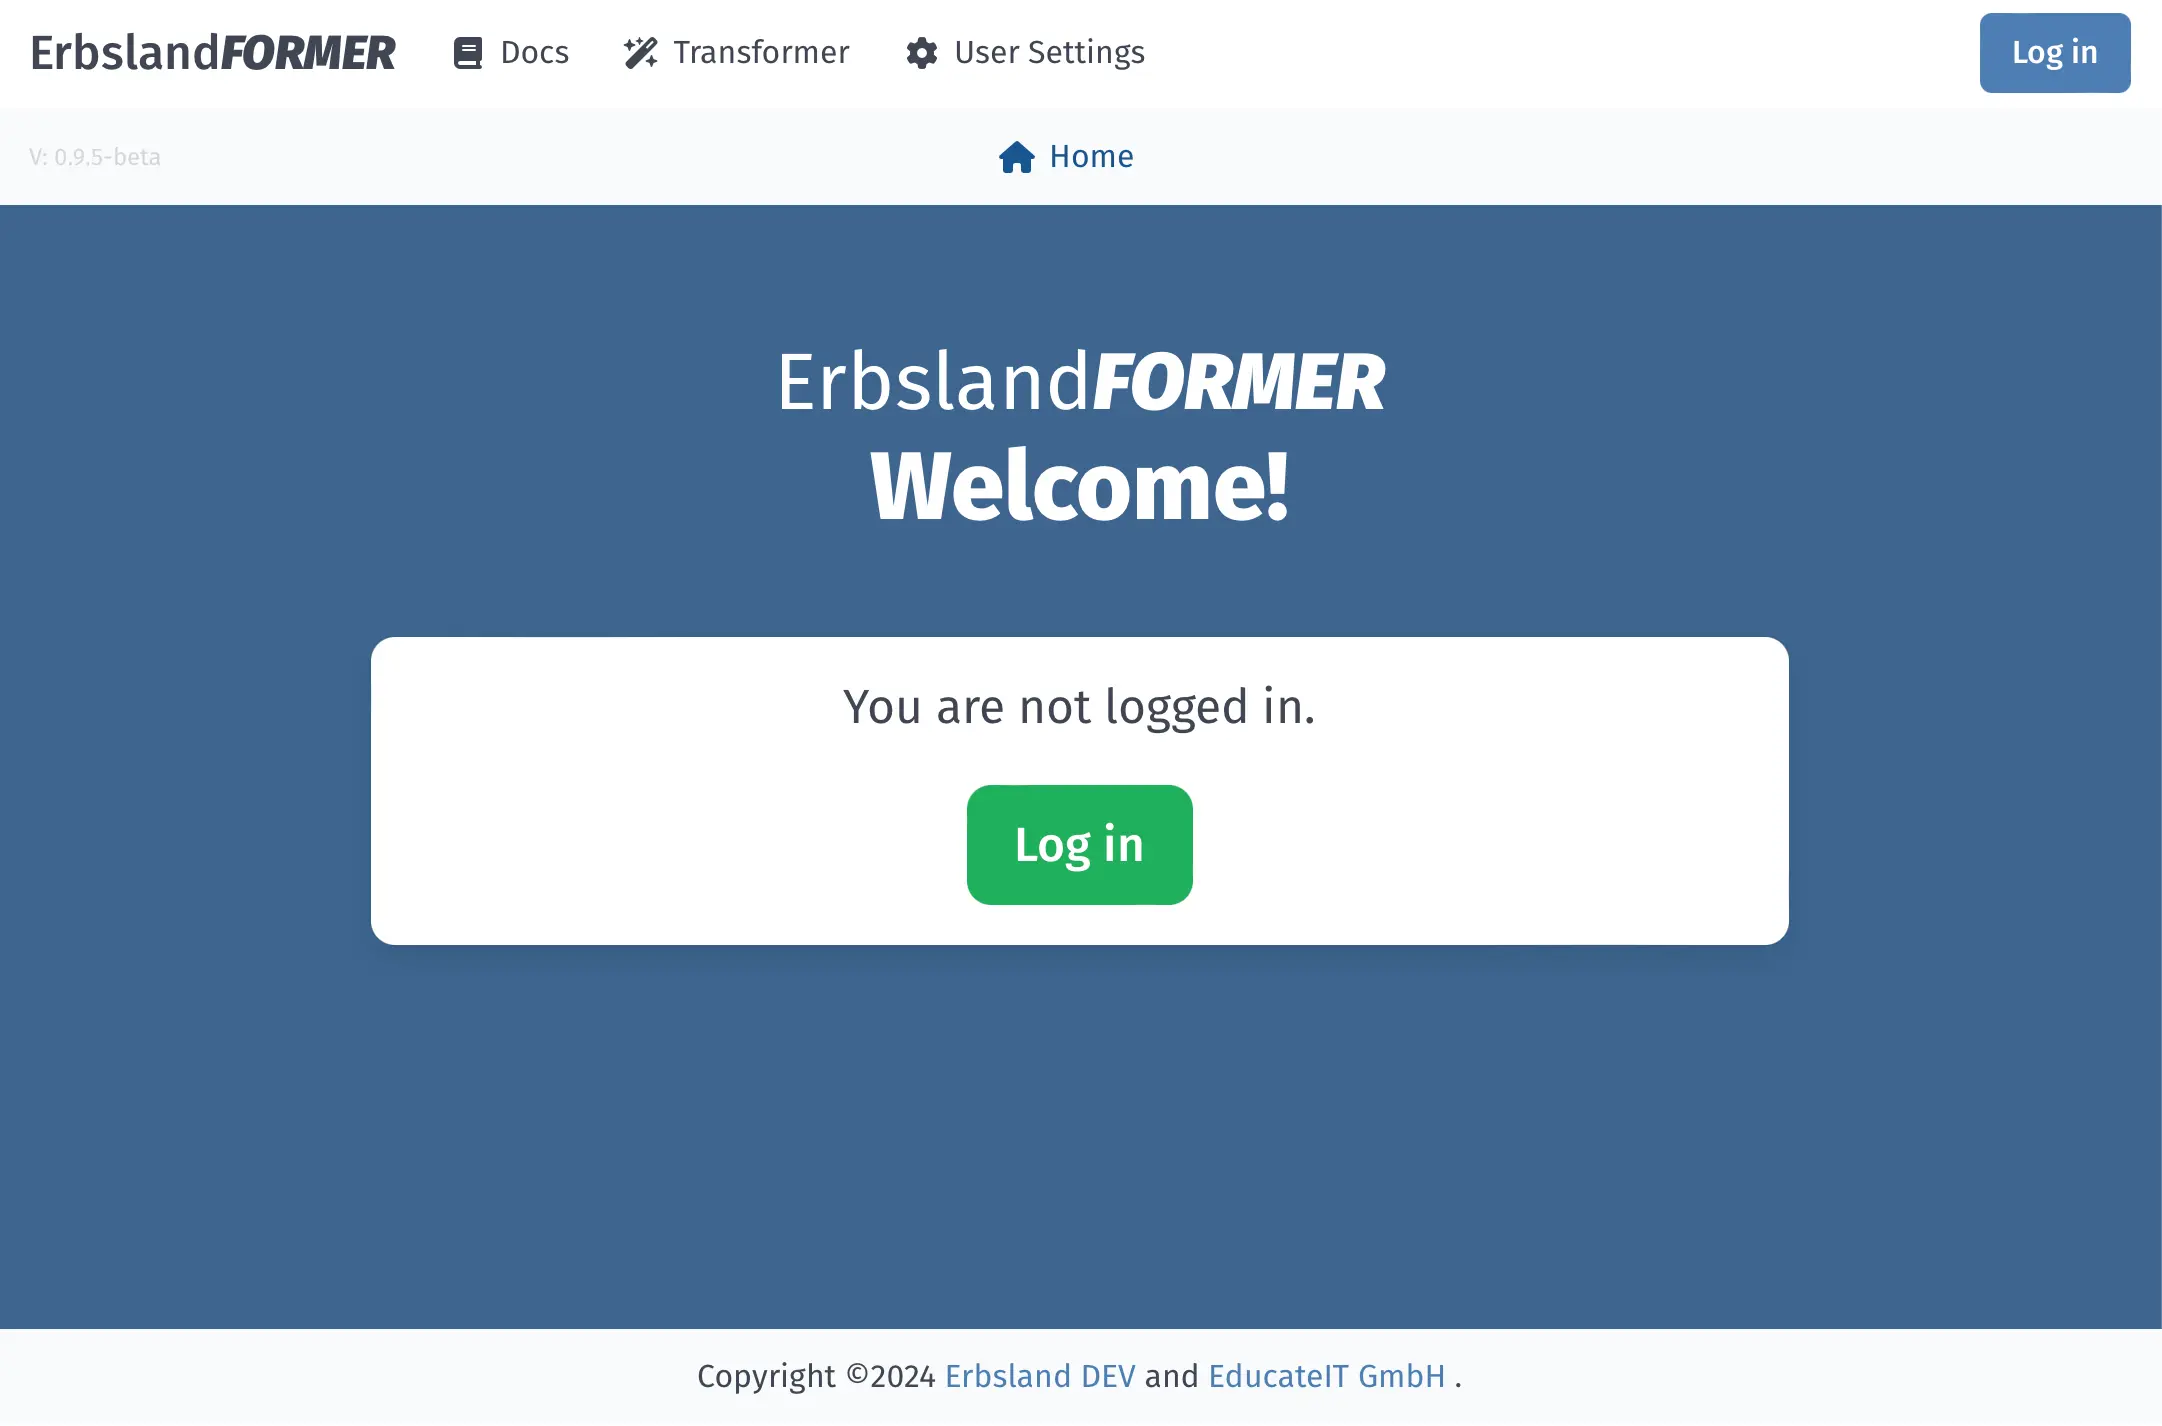 ErbslandFORMER Docs Transformer User Settings Log in
V: 0.9.5-beta Home
ErbslandFORMER
Welcome!
You are not logged in.
Log in
Copyright ©2024 Erbsland DEV and EducateIT GmbH .